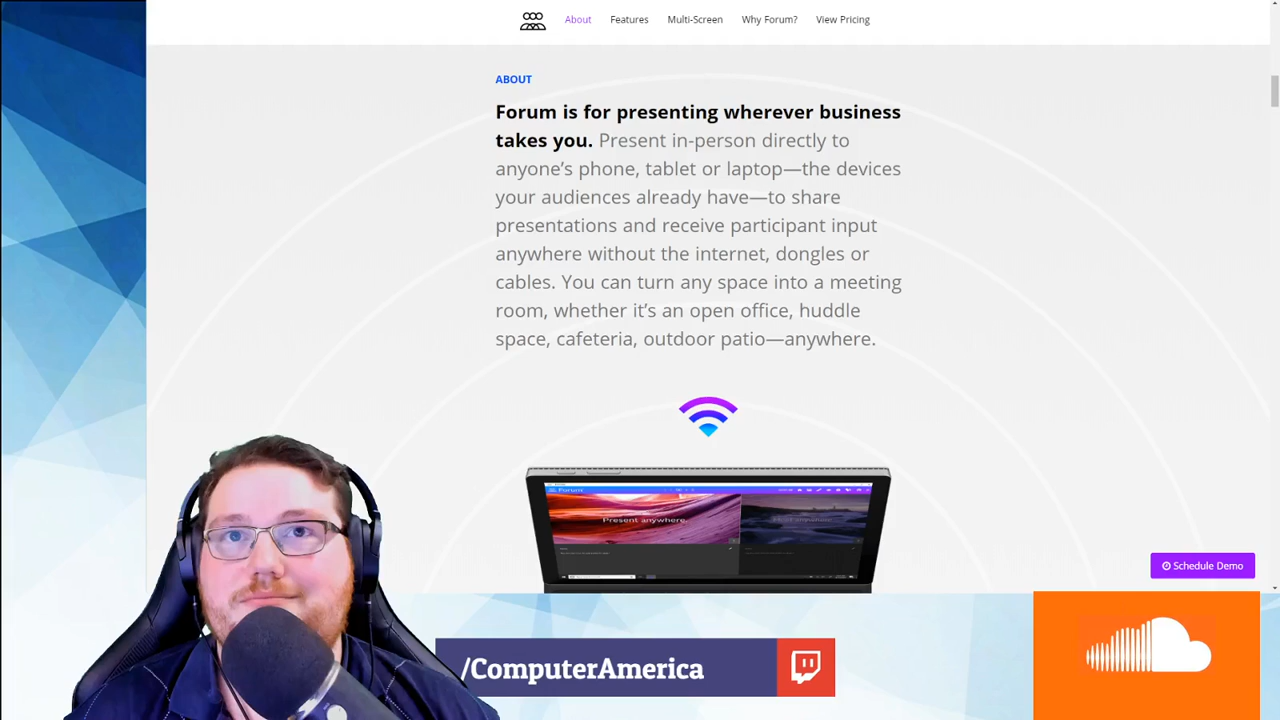 About
Features
Multi-Screen
Why Forum?
View Pricing
ABOUT
Forum is for presenting wherever business
takes you. Present in-person directly to
anyone’s phone, tablet or laptop—the devices
your audiences already have—to share
presentations and receive participant input
anywhere without the internet, dongles or
cables. You can turn any space into a meeting
room, whether it’s an open office, huddle
space, cafeteria, outdoor patio—anywhere.
Forum
Present anywhere.
Schedule Demo
/ComputerAmerica